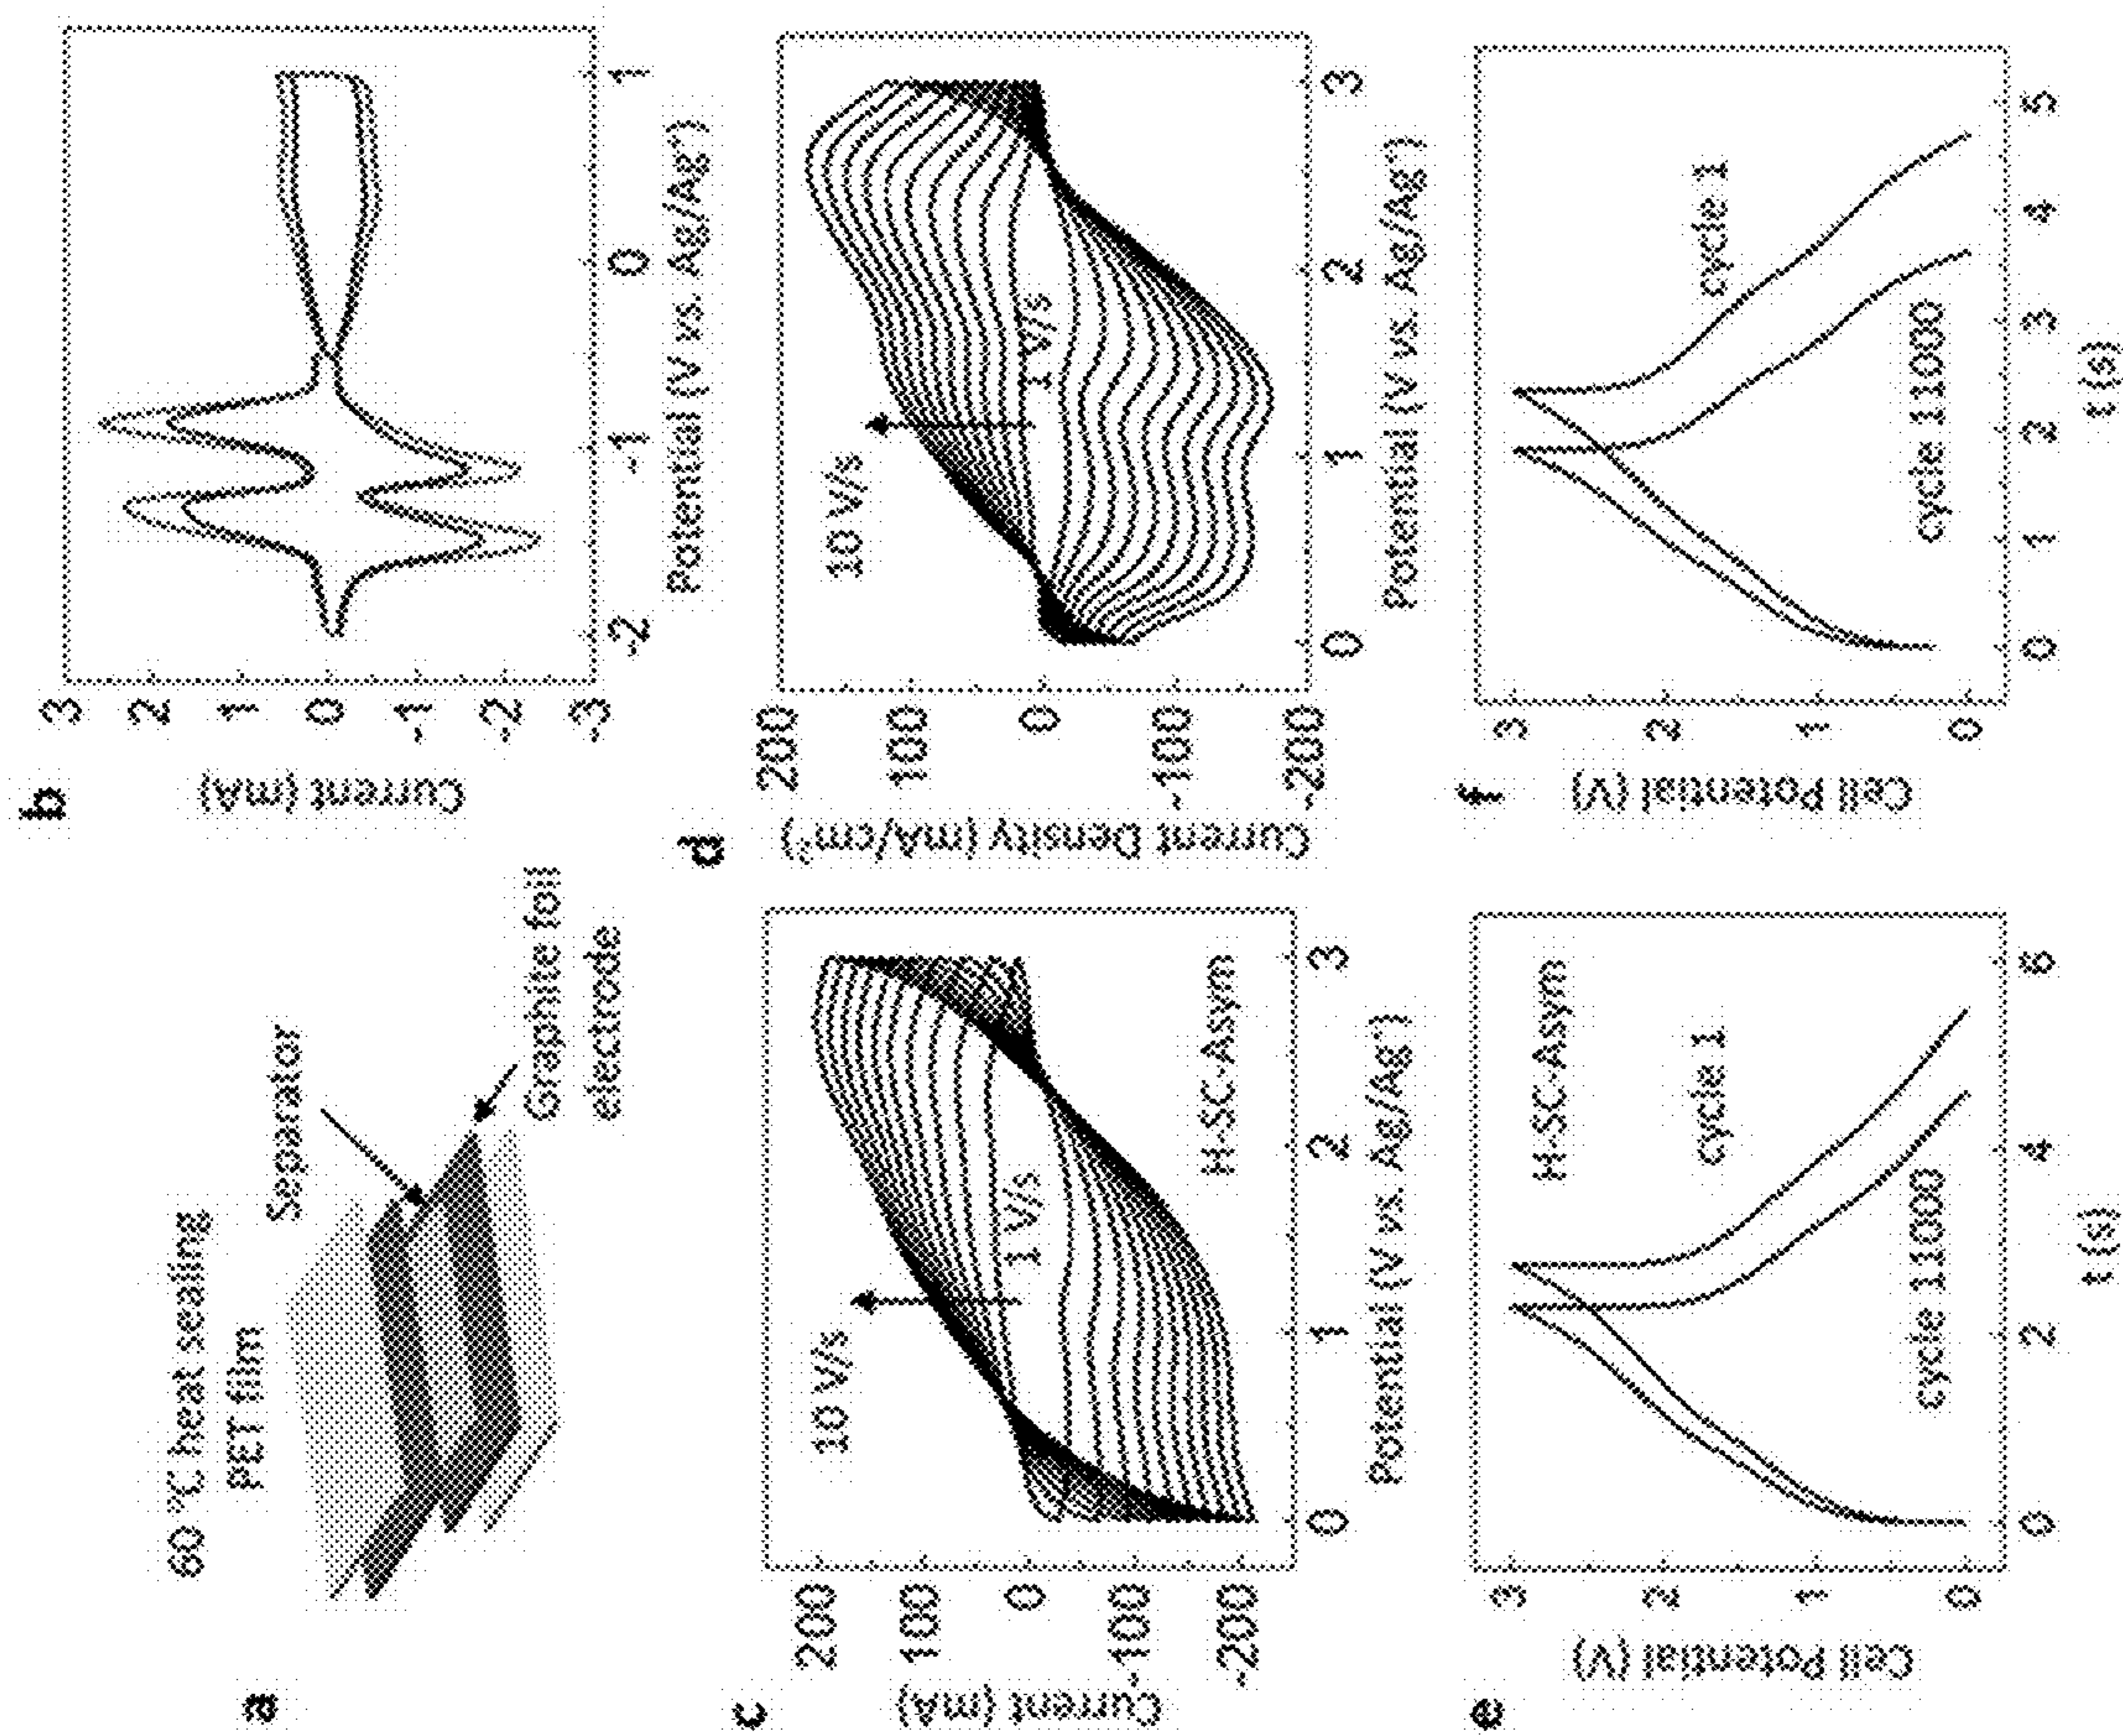 a
60 °C heat sealing
PET film
Separator
Graphite foil
electrode
b
Current (mA)
3
2
1
0
-1
-2
-3
-2
-1
0
1
Potential (V vs. Ag/Ag⁺)
c
Current (mA)
200
100
0
-100
-200
10 V/s
1 V/s
H-SC-Asym
0
1
2
3
Potential (V vs. Ag/Ag⁺)
d
Current Density (mA/cm²)
200
100
0
-100
-200
10 V/s
1 V/s
0
1
2
3
Potential (V vs. Ag/Ag⁺)
e
Cell Potential (V)
3
2
1
0
H-SC-Asym
cycle 1
cycle 11000
0
2
4
6
t (s)
f
Cell Potential (V)
3
2
1
0
cycle 1
cycle 11000
0
1
2
3
4
5
t (s)